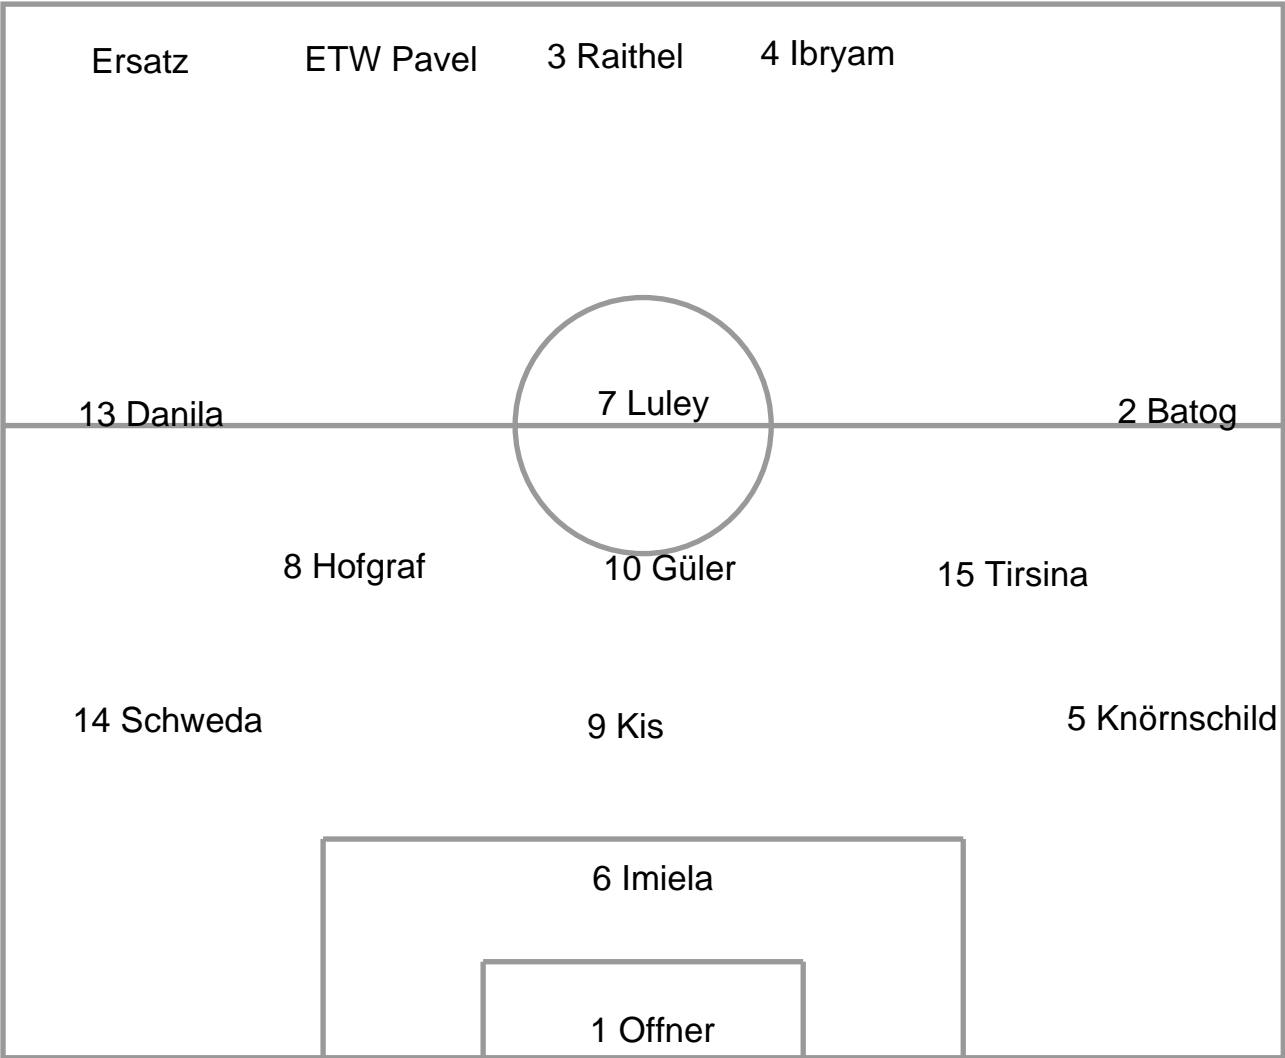 Ersatz ETW Pavel 3 Raithel 4 Ibryam
13 Danila 7 Luley 2 Batog
8 Hofgraf 10 Güler 15 Tirsina
14 Schweda 9 Kis 5 Knörnschild
6 Imiela
1 Offner